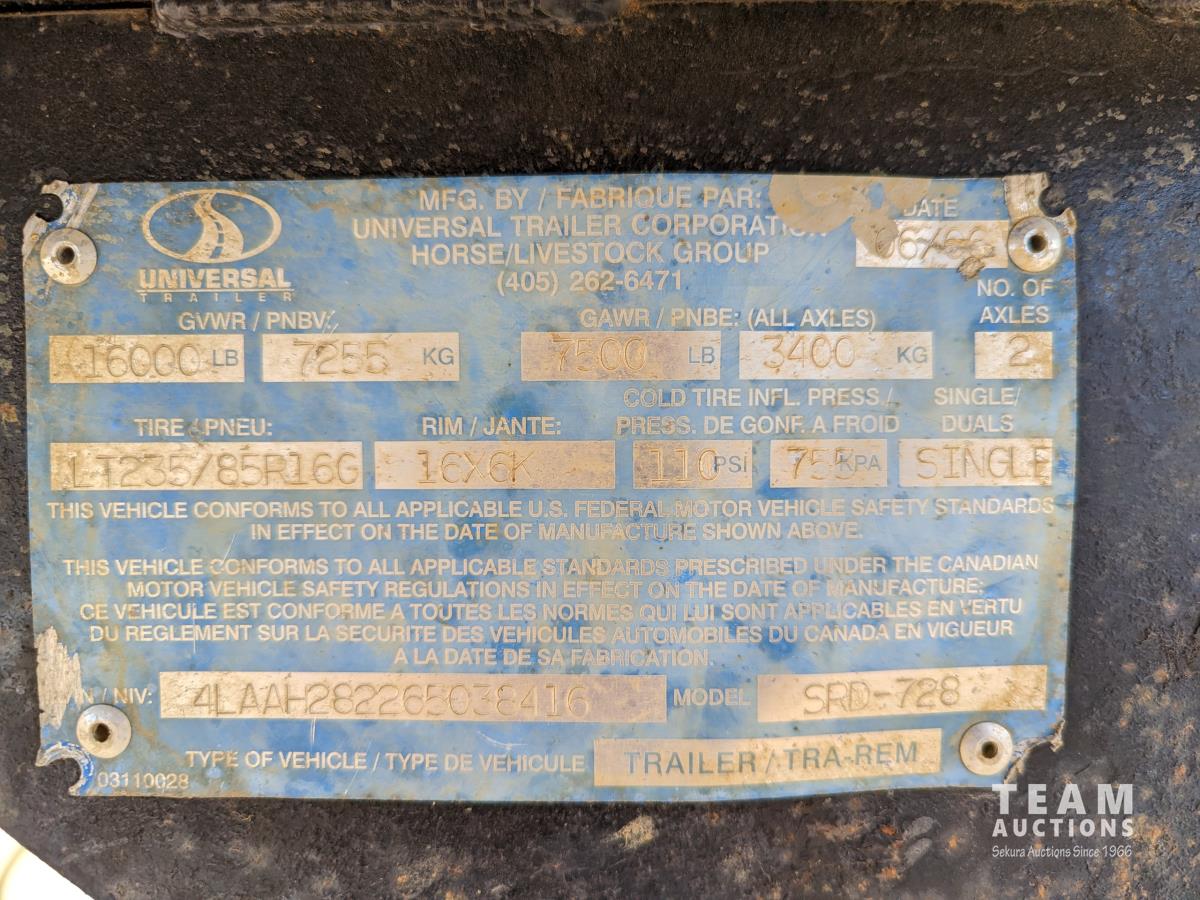 UNIVERSAL
TRAILER
MFG. BY / FABRIQUE PAR:
UNIVERSAL TRAILER CORPORATION
HORSE/LIVESTOCK GROUP
(405) 262-6471
DATE
GVWR / PNBV:
GAWR / PNBE: (ALL AXLES)
NO. OF
AXLES
16000 LB 7255 KG 7500 LB 3400 KG 2
TIRE / PNEU: RIM / JANTE:
COLD TIRE INFL. PRESS /
PRESS. DE GONF. A FROID
SINGLE/
DUALS
LT235/85R16G 16X6K 110 PSI 755 KPA SINGLE
THIS VEHICLE CONFORMS TO ALL APPLICABLE U.S. FEDERAL MOTOR VEHICLE SAFETY STANDARDS
IN EFFECT ON THE DATE OF MANUFACTURE SHOWN ABOVE.
THIS VEHICLE CONFORMS TO ALL APPLICABLE STANDARDS PRESCRIBED UNDER THE CANADIAN
MOTOR VEHICLE SAFETY REGULATIONS IN EFFECT ON THE DATE OF MANUFACTURE:
CE VEHICULE EST CONFORME A TOUTES LES NORMES QUI LUI SONT APPLICABLES EN VERTU
DU REGLEMENT SUR LA SECURITE DES VEHICULES AUTOMOBILES DU CANADA EN VIGUEUR
A LA DATE DE SA FABRICATION.
VIN / NIV: 4LAAH282265038416 MODEL SRD-728
TYPE OF VEHICLE / TYPE DE VEHICULE TRAILER / TRA-REM
03110028
TEAM
AUCTIONS
Sekura Auctions Since 1966